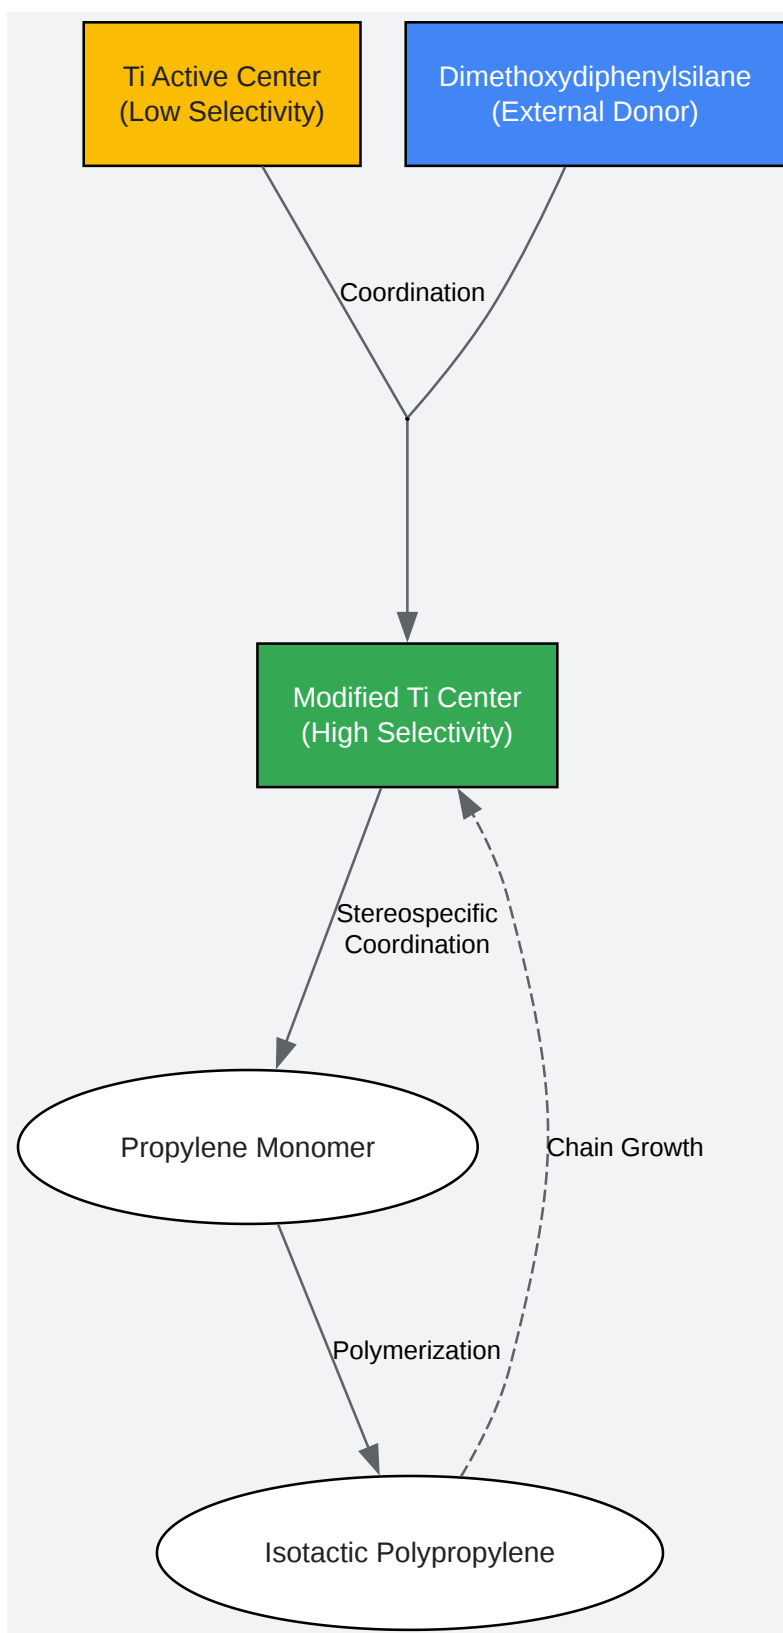 Ti Active Center
(Low Selectivity)
Dimethoxydiphenylsilane
(External Donor)
Coordination
Modified Ti Center
(High Selectivity)
Stereospecific
Coordination
Propylene Monomer
Chain Growth
Polymerization
Isotactic Polypropylene